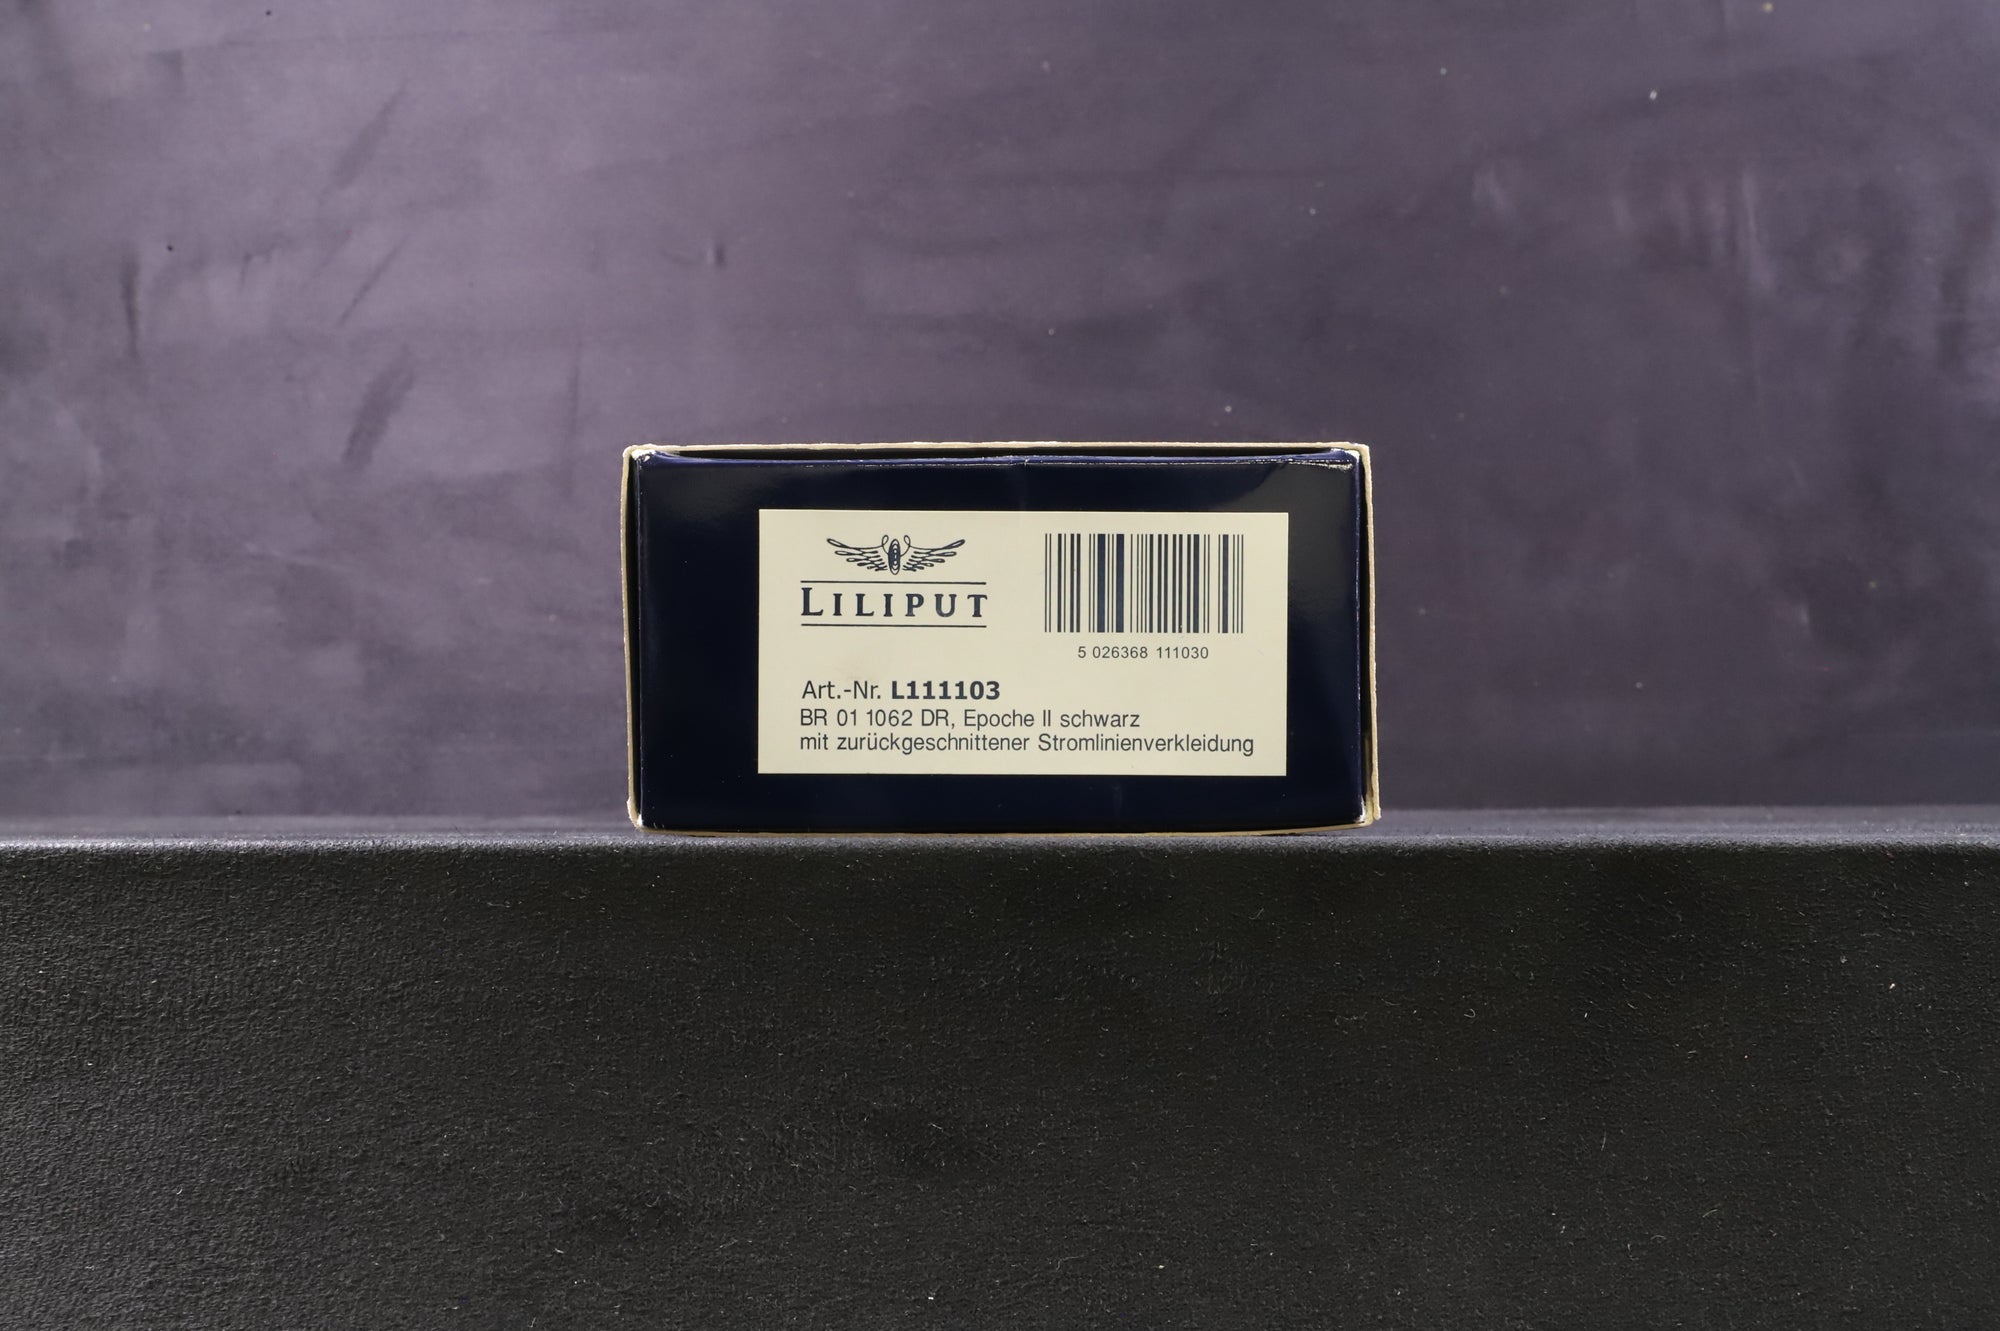 LILIPUT
5 026368 111030
Art.-Nr. L111103
BR 01 1062 DR, Epoche II schwarz
mit zurückgeschnittener Stromlinienverkleidung